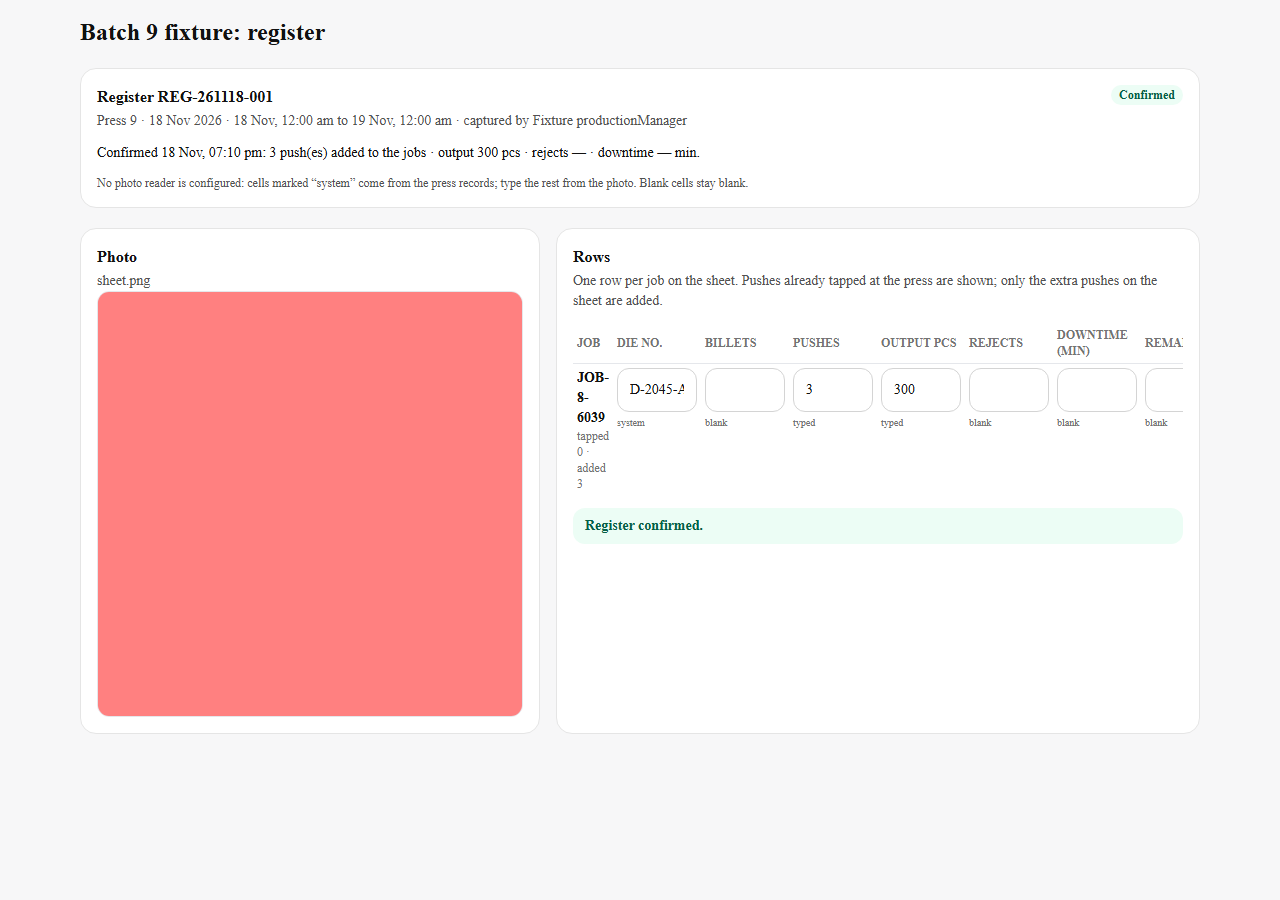 Batch 9 fixture: register
Register REG-261118-001
Confirmed
Press 9 · 18 Nov 2026 · 18 Nov, 12:00 am to 19 Nov, 12:00 am · captured by Fixture productionManager
Confirmed 18 Nov, 07:10 pm: 3 push(es) added to the jobs · output 300 pcs · rejects — · downtime — min.
No photo reader is configured: cells marked “system” come from the press records; type the rest from the photo. Blank cells stay blank.
Photo
sheet.png
Rows
One row per job on the sheet. Pushes already tapped at the press are shown; only the extra pushes on the
sheet are added.
JOB DIE NO. BILLETS PUSHES OUTPUT PCS REJECTS DOWNTIME (MIN)
JOB-
8-
6039
D-2045- 3 300
system blank typed typed blank blank blank
tapped
0 ·
added
3
Register confirmed.